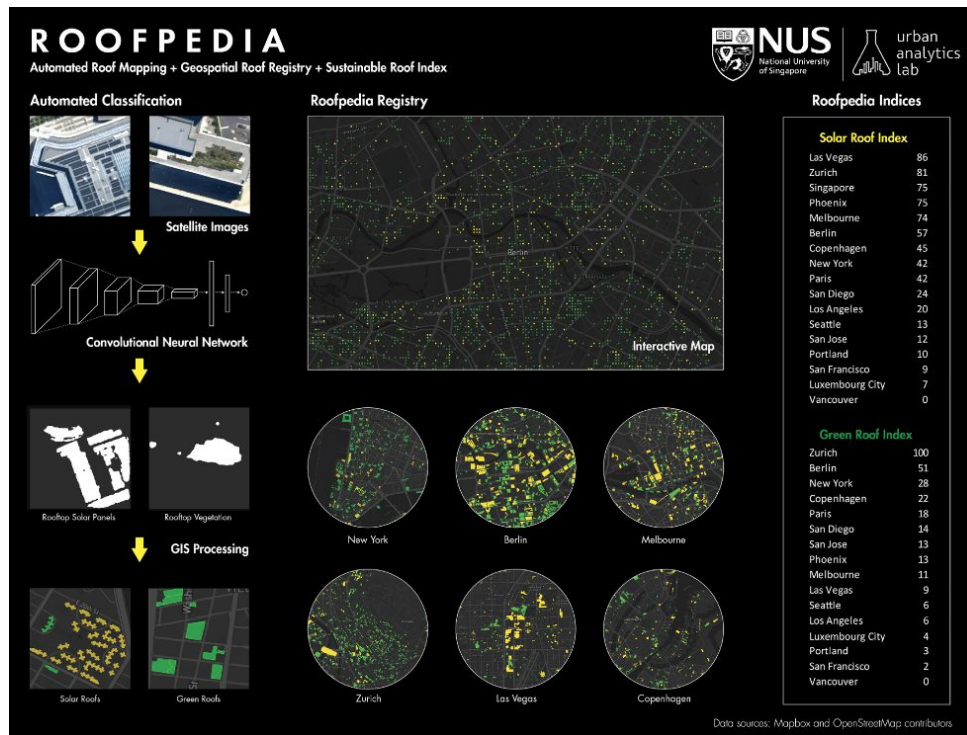 ROOFPEDIA
Automated Roof Mapping + Geospatial Roof Registry + Sustainable Roof Index
NUS
National University
of Singapore
urban
analytics
lab
Automated Classification
Satellite Images
Convolutional Neural Network
Rooftop Solar Panels
Rooftop Vegetation
GIS Processing
Solar Roofs
Green Roofs
Roofpedia Registry
Berlin
Interactive Map
New York
Berlin
Melbourne
Zurich
Las Vegas
Copenhagen
Roofpedia Indices
Solar Roof Index
Las Vegas 86
Zurich 81
Singapore 75
Phoenix 75
Melbourne 74
Berlin 57
Copenhagen 45
New York 42
Paris 42
San Diego 24
Los Angeles 20
Seattle 13
San Jose 12
Portland 10
San Francisco 9
Luxembourg City 7
Vancouver 0
Green Roof Index
Zurich 100
Berlin 51
New York 28
Copenhagen 22
Paris 18
San Diego 14
San Jose 13
Phoenix 13
Melbourne 11
Las Vegas 9
Seattle 6
Los Angeles 6
Luxembourg City 4
Portland 3
San Francisco 2
Vancouver 0
Data sources: Mapbox and OpenStreetMap contributors